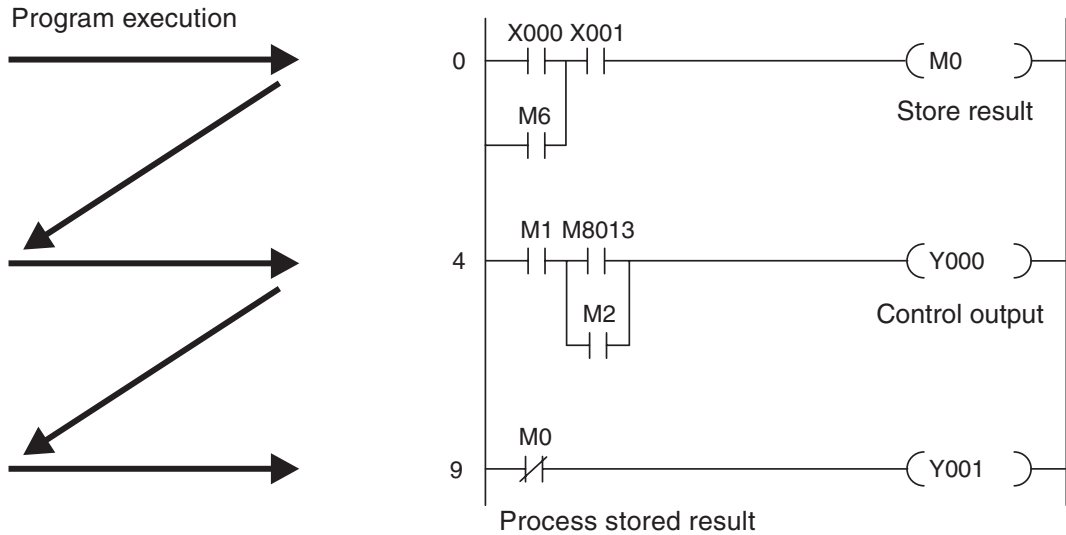 Program execution
X000 X001
0
M0
Store result
M6
M1 M8013
4
Y000
Control output
M2
M0
9
Y001
Process stored result